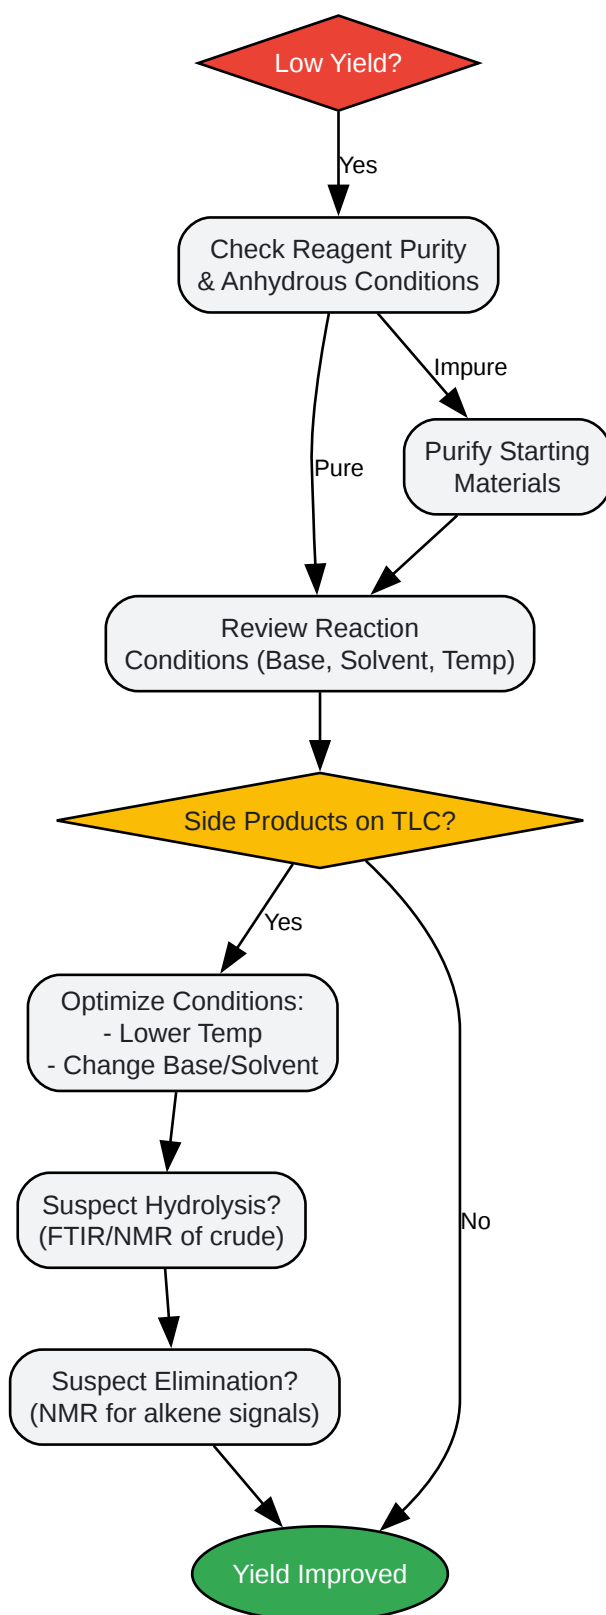 Low Yield?
Yes
Check Reagent Purity
& Anhydrous Conditions
Impure
Pure
Purify Starting
Materials
Review Reaction
Conditions (Base, Solvent, Temp)
Side Products on TLC?
Yes
Optimize Conditions:
- Lower Temp
- Change Base/Solvent
Suspect Hydrolysis?
(FTIR/NMR of crude)
No
Suspect Elimination?
(NMR for alkene signals)
Yield Improved